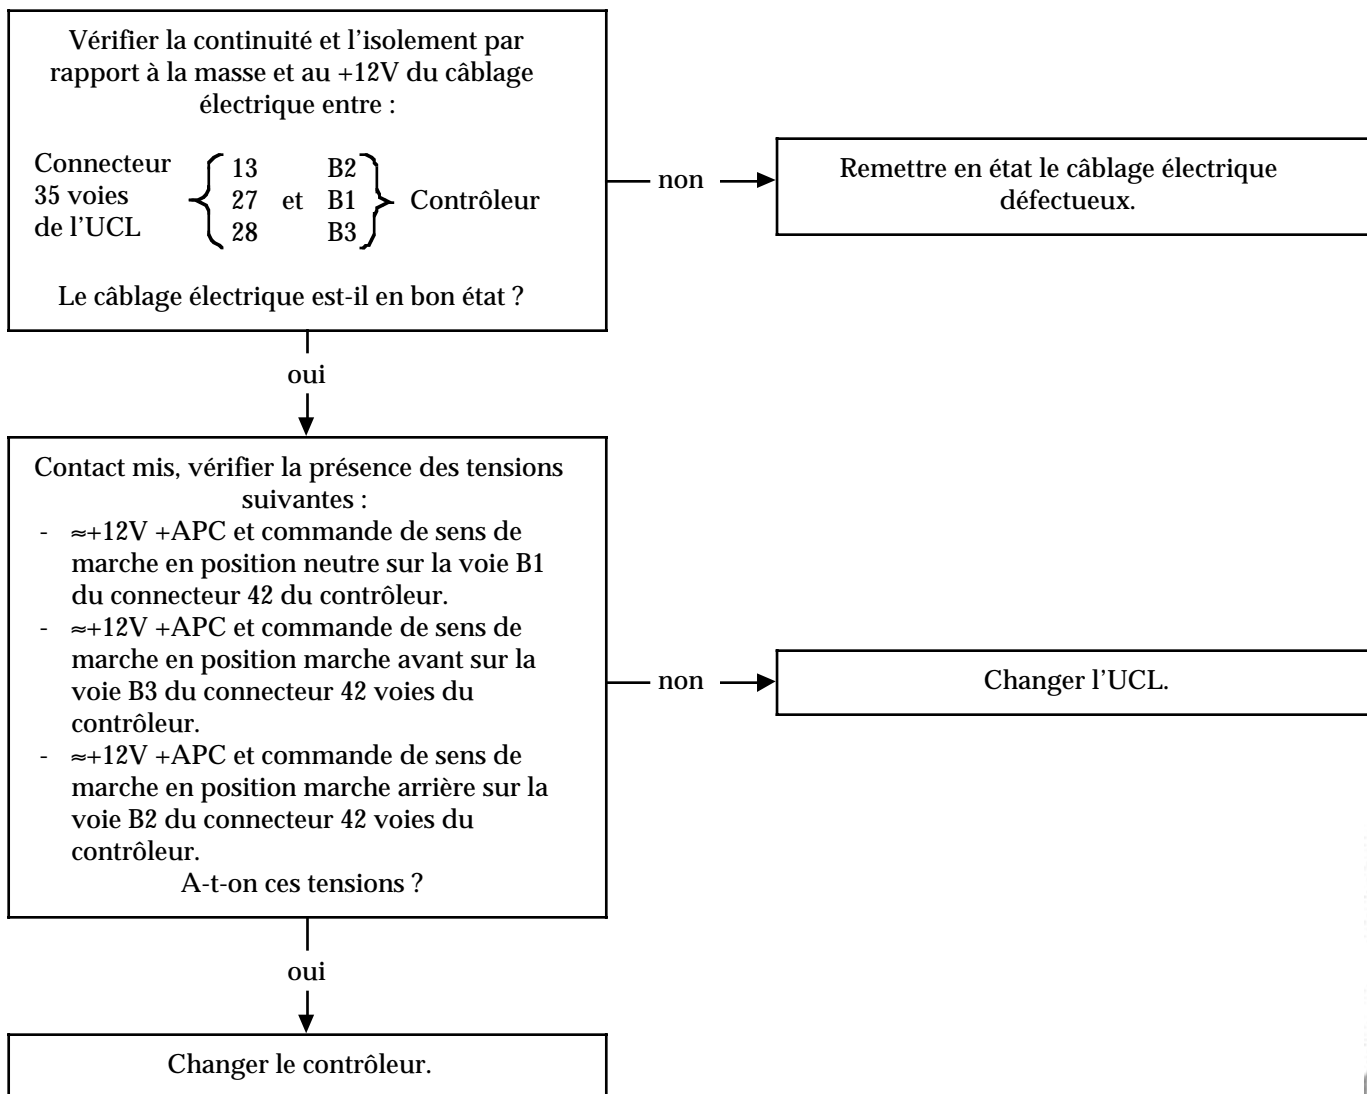 Vérifier la continuité et l'isolement par
rapport à la masse et au +12V du câblage
électrique entre :
Connecteur 13 B2
35 voies 27 et B1 Contrôleur
de l'UCL 28 B3
Le câblage électrique est-il en bon état ?
non
Remettre en état le câblage électrique
défectueux.
oui
Contact mis, vérifier la présence des tensions
suivantes :
- ≈+12V +APC et commande de sens de
marche en position neutre sur la voie B1
du connecteur 42 du contrôleur.
- ≈+12V +APC et commande de sens de
marche en position marche avant sur la
voie B3 du connecteur 42 voies du
contrôleur.
- ≈+12V +APC et commande de sens de
marche en position marche arrière sur la
voie B2 du connecteur 42 voies du
contrôleur.
A-t-on ces tensions ?
non
Changer l'UCL.
oui
Changer le contrôleur.